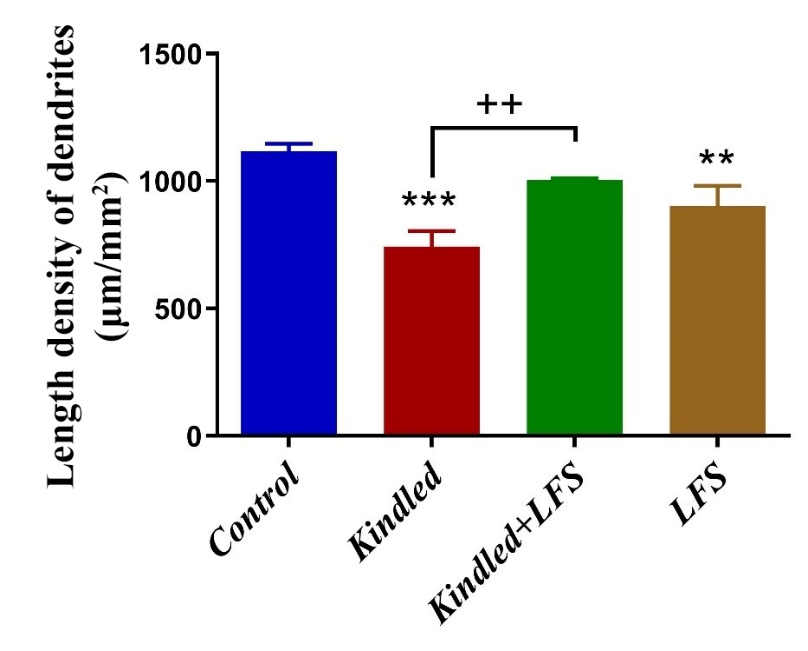 Length density of dendrites
(µm/mm²)
1500
1000
500
0
++
***
**
Control
Kindled
Kindled+LFS
LFS